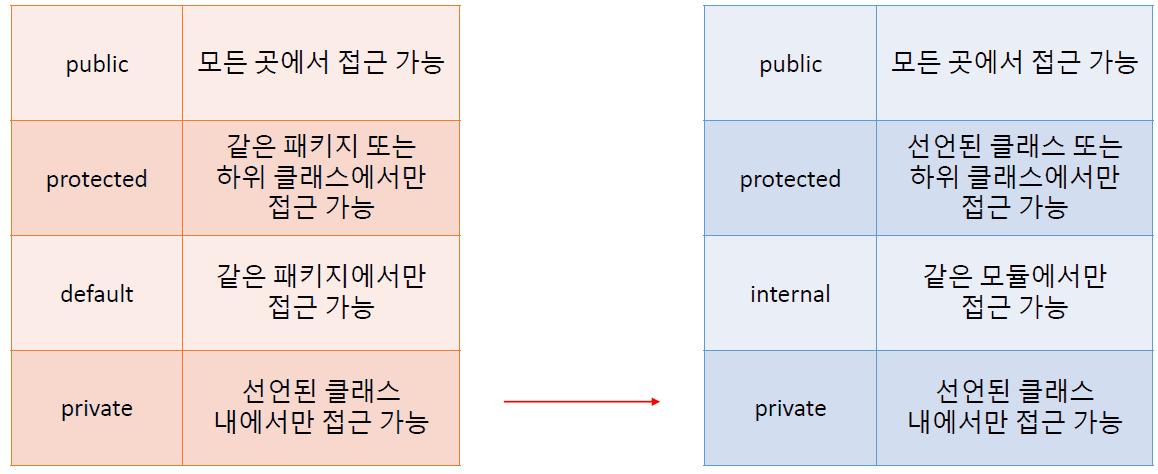 public
모든 곳에서 접근 가능
protected
같은 패키지 또는
하위 클래스에서만
접근 가능
default
같은 패키지에서만
접근 가능
private
선언된 클래스
내에서만 접근 가능
public
모든 곳에서 접근 가능
protected
선언된 클래스 또는
하위 클래스에서만
접근 가능
internal
같은 모듈에서만
접근 가능
private
선언된 클래스
내에서만 접근 가능